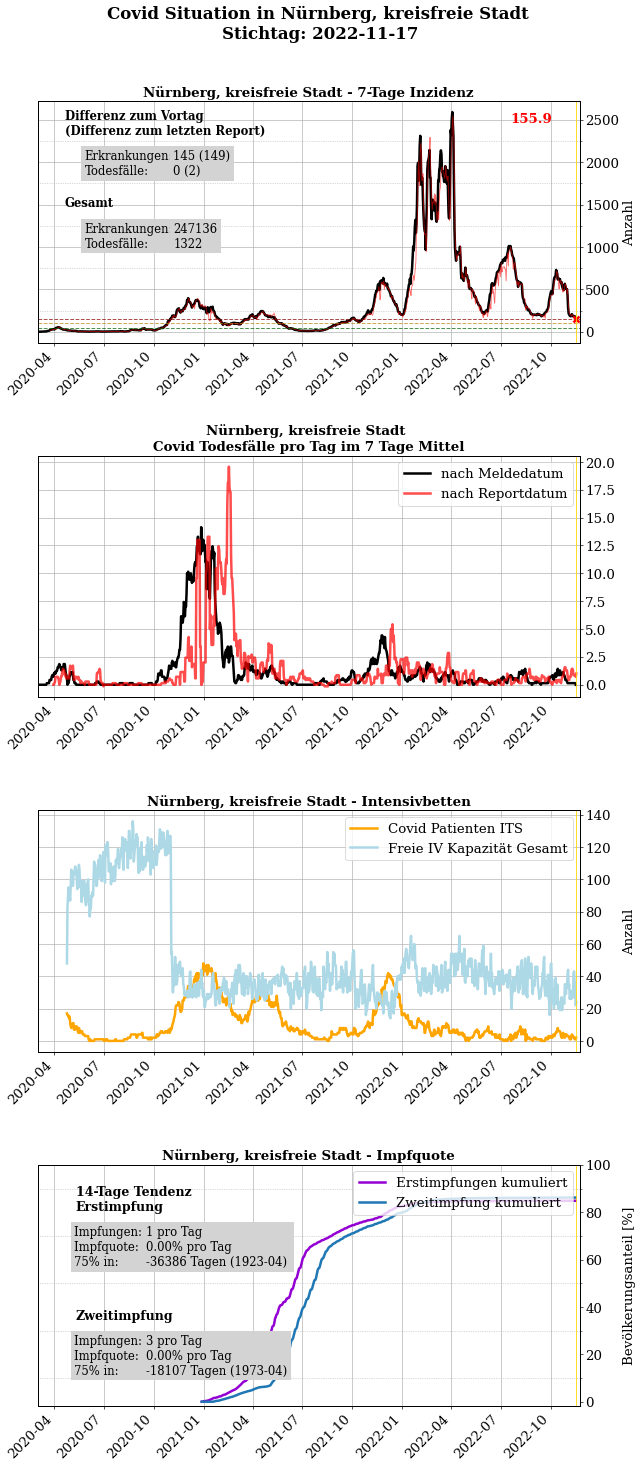 Covid Situation in Nürnberg, kreisfreie Stadt
Stichtag: 2022-11-17
Nürnberg, kreisfreie Stadt - 7-Tage Inzidenz
Differenz zum Vortag
(Differenz zum letzten Report)
Erkrankungen 145 (149)
Todesfälle: 0 (2)
Gesamt
Erkrankungen 247136
Todesfälle: 1322
155.9
2500
2000
1500
1000
500
0
Anzahl
2020-04
2020-07
2020-10
2021-01
2021-04
2021-07
2021-10
2022-01
2022-04
2022-07
2022-10
Nürnberg, kreisfreie Stadt
Covid Todesfälle pro Tag im 7 Tage Mittel
nach Meldedatum
nach Reportdatum
20.0
17.5
15.0
12.5
10.0
7.5
5.0
2.5
0.0
2020-04
2020-07
2020-10
2021-01
2021-04
2021-07
2021-10
2022-01
2022-04
2022-07
2022-10
Nürnberg, kreisfreie Stadt - Intensivbetten
Covid Patienten ITS
Freie IV Kapazität Gesamt
140
120
100
80
60
40
20
0
Anzahl
2020-04
2020-07
2020-10
2021-01
2021-04
2021-07
2021-10
2022-01
2022-04
2022-07
2022-10
Nürnberg, kreisfreie Stadt - Impfquote
14-Tage Tendenz
Erstimpfung
Impfungen: 1 pro Tag
Impfquote: 0.00% pro Tag
75% in: -36386 Tagen (1923-04)
Zweitimpfung
Impfungen: 3 pro Tag
Impfquote: 0.00% pro Tag
75% in: -18107 Tagen (1973-04)
Erstimpfungen kumuliert
Zweitimpfung kumuliert
100
80
60
40
20
0
Bevölkerungsanteil [%]
2020-04
2020-07
2020-10
2021-01
2021-04
2021-07
2021-10
2022-01
2022-04
2022-07
2022-10